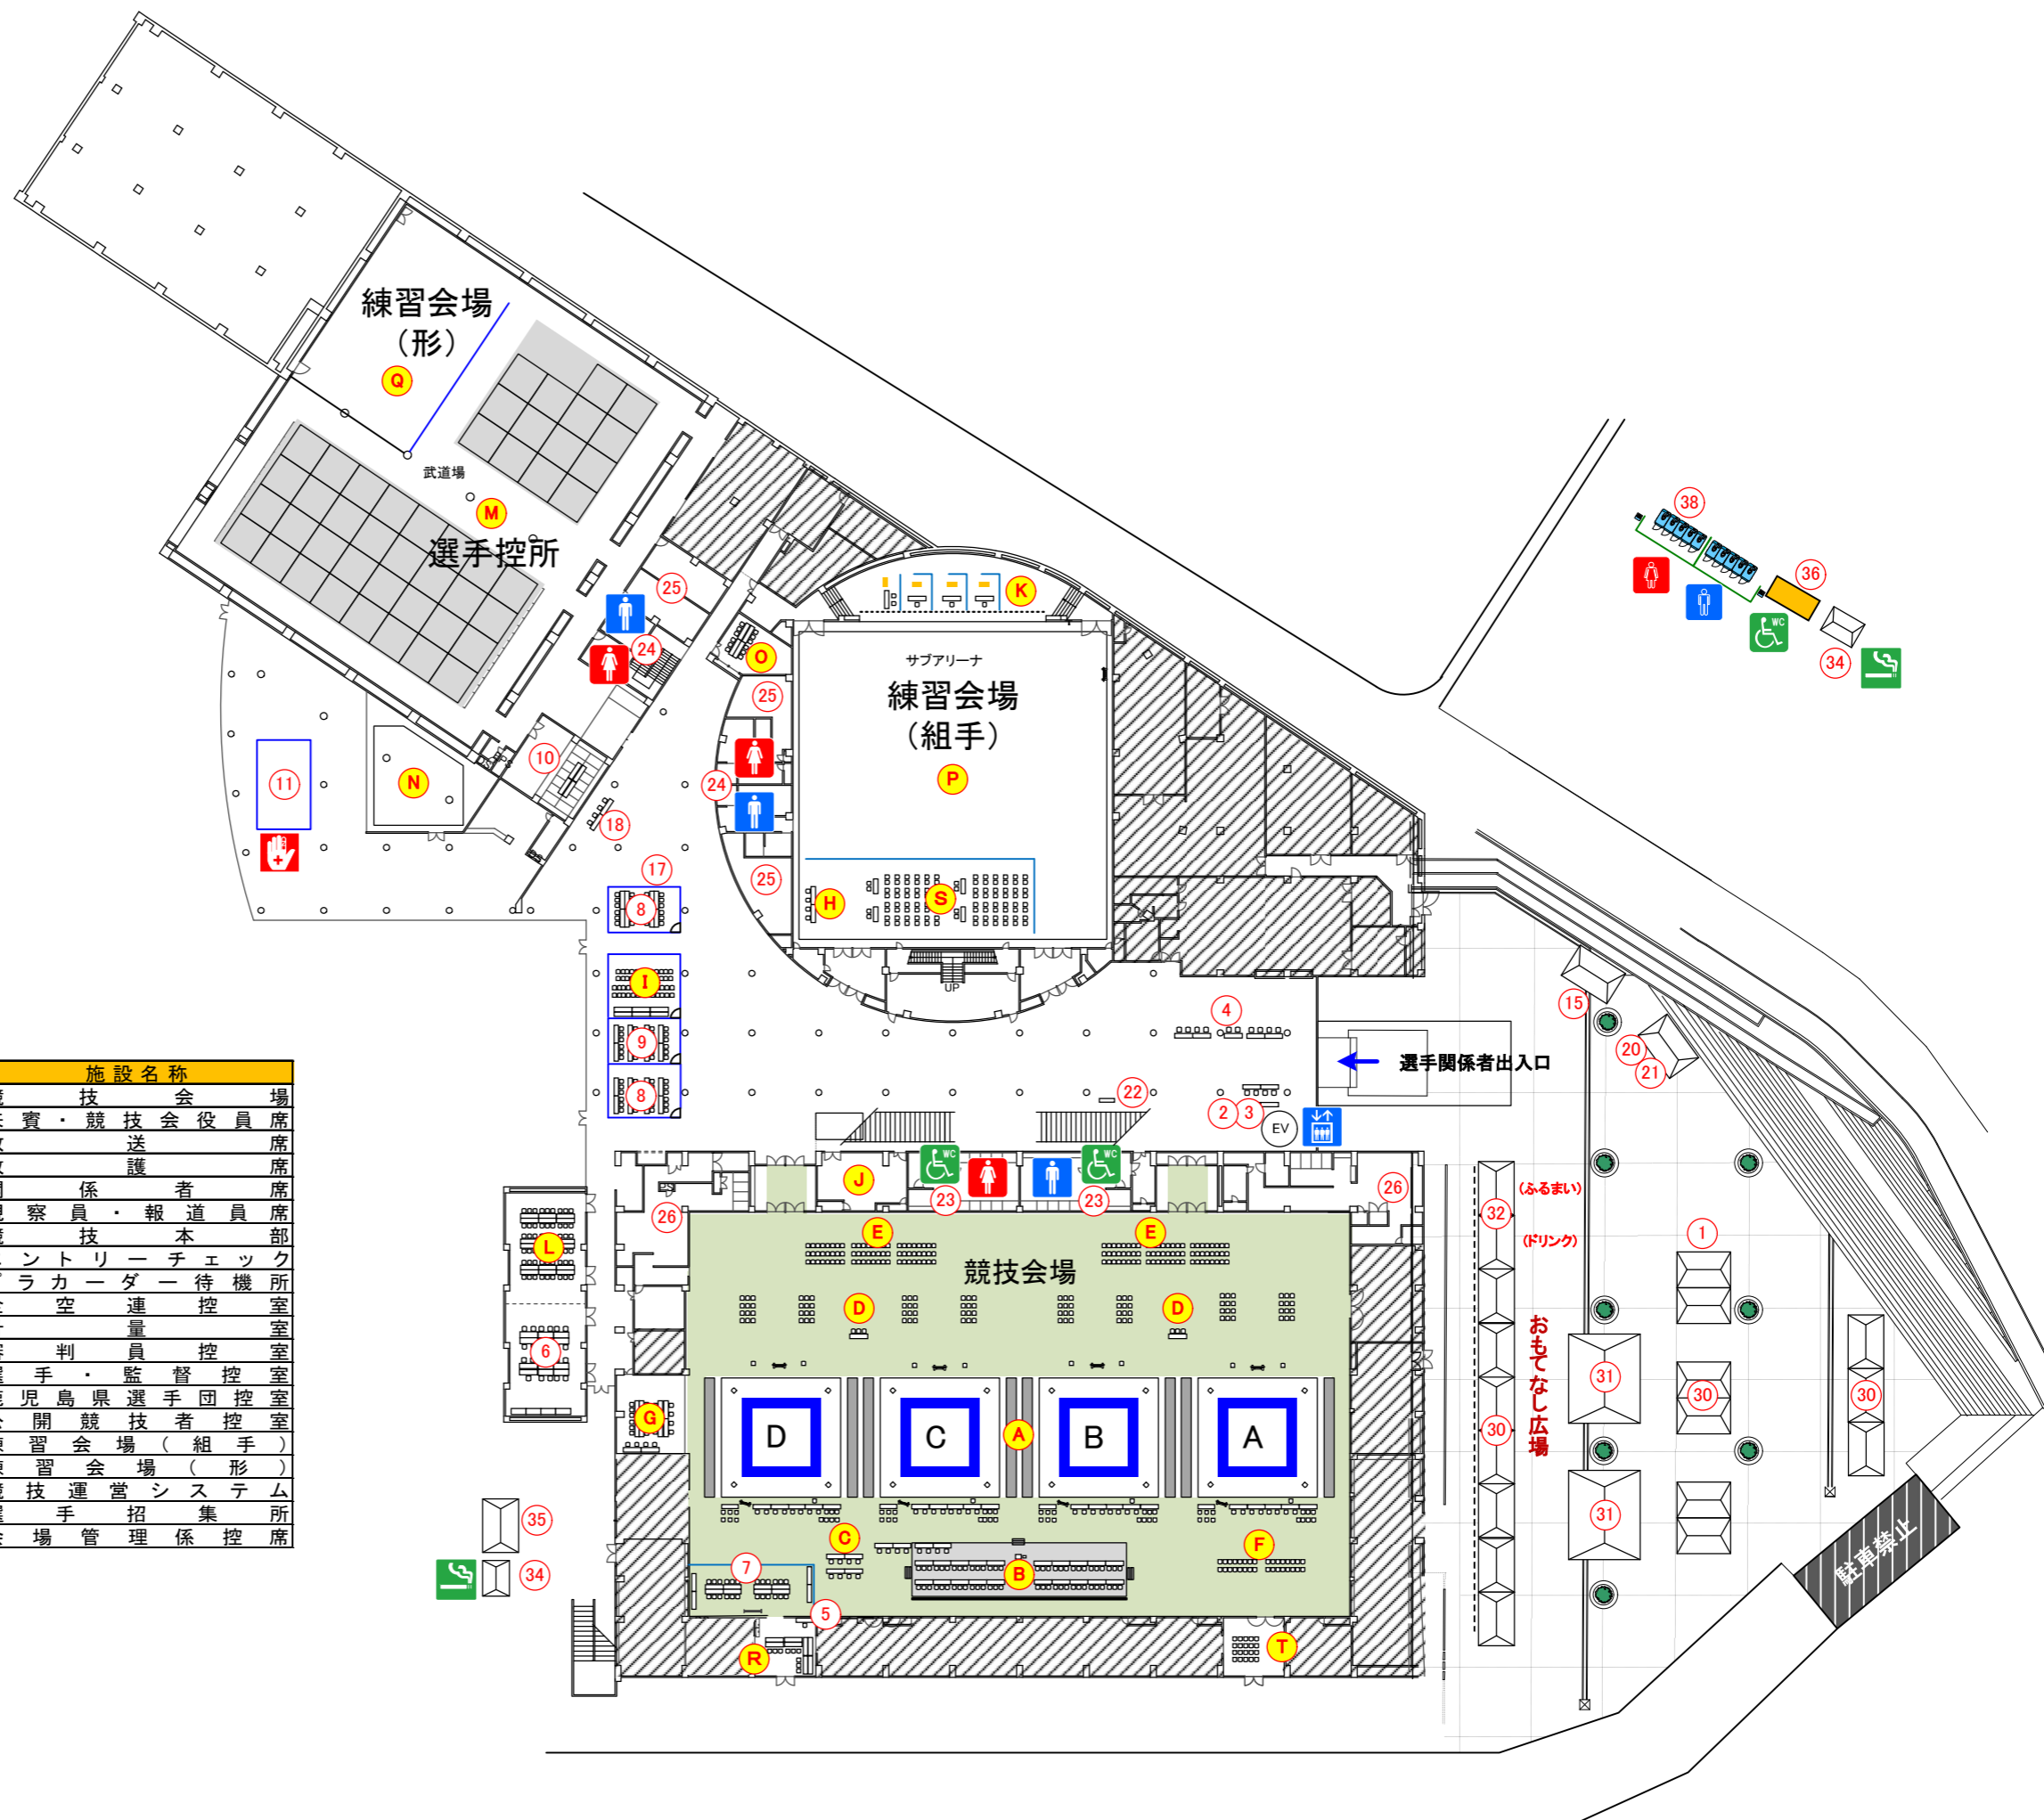 練習会場
（形）
Q
武道場
M
選手控所
25
24
K
O
サブアリーナ
練習会場
（組手）
P
25
24
25
H
S
UP
38
36
WC
34
10
11
N
18
17
8
I
9
8
4
15
20
21
選手関係者出入口
22
2
3
EV
施設名称
技会場
賓・競技会役員席
送席
護席
係者席
察員・報道員席
技本部
ントリーチェック
ラカーダー待機所
空連控室
量室
判員控室
手・監督控室
児島県選手団控室
開競技者控室
習会場（組手）
習会場（形）
技運営システム
手招集所
場管理係控席
J
WC
WC
23
23
26
26
L
6
E
E
競技会場
D
D
G
D
C
A
B
A
C
F
7
B
5
R
T
35
34
(ふるまい)
32
(ドリンク)
1
おもてなし広場
31
30
30
30
31
駐車禁止